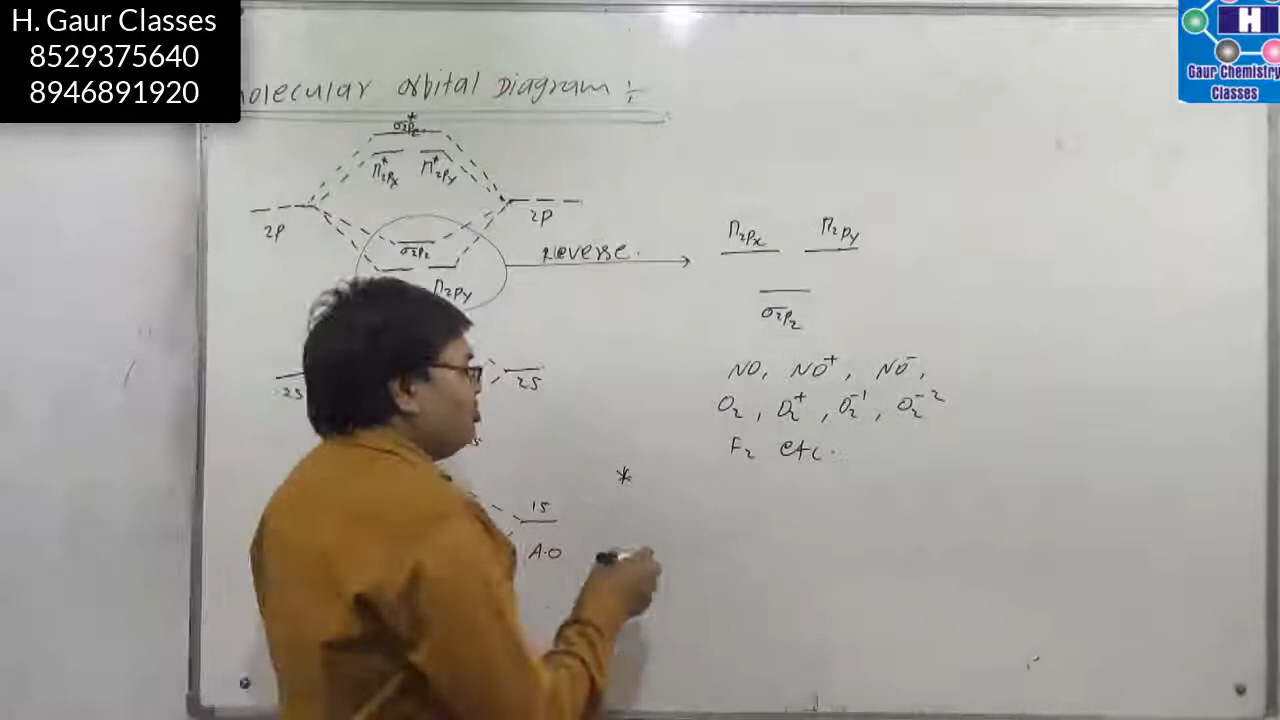 H. Gaur Classes
8529375640
8946891920
H
Gaur Chemistry
Classes
olecular orbital Diagram :-
σ*2pz
π*2px π*2py
2p 2p
σ2pz
π2py
Reverse.
π2px π2py
σ2pz
2s 2s
NO, NO⁺, NO⁻,
O₂, O₂⁺, O₂⁻¹, O₂⁻²
F₂ etc.
*
1s
A.O